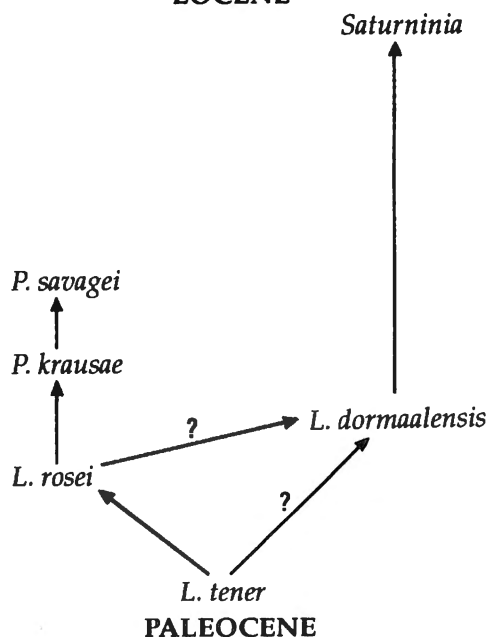 EOCENE
Saturninia
P. savagei
P. krausae
?
L. dormaalensis
L. rosei
?
L. tener
PALEOCENE